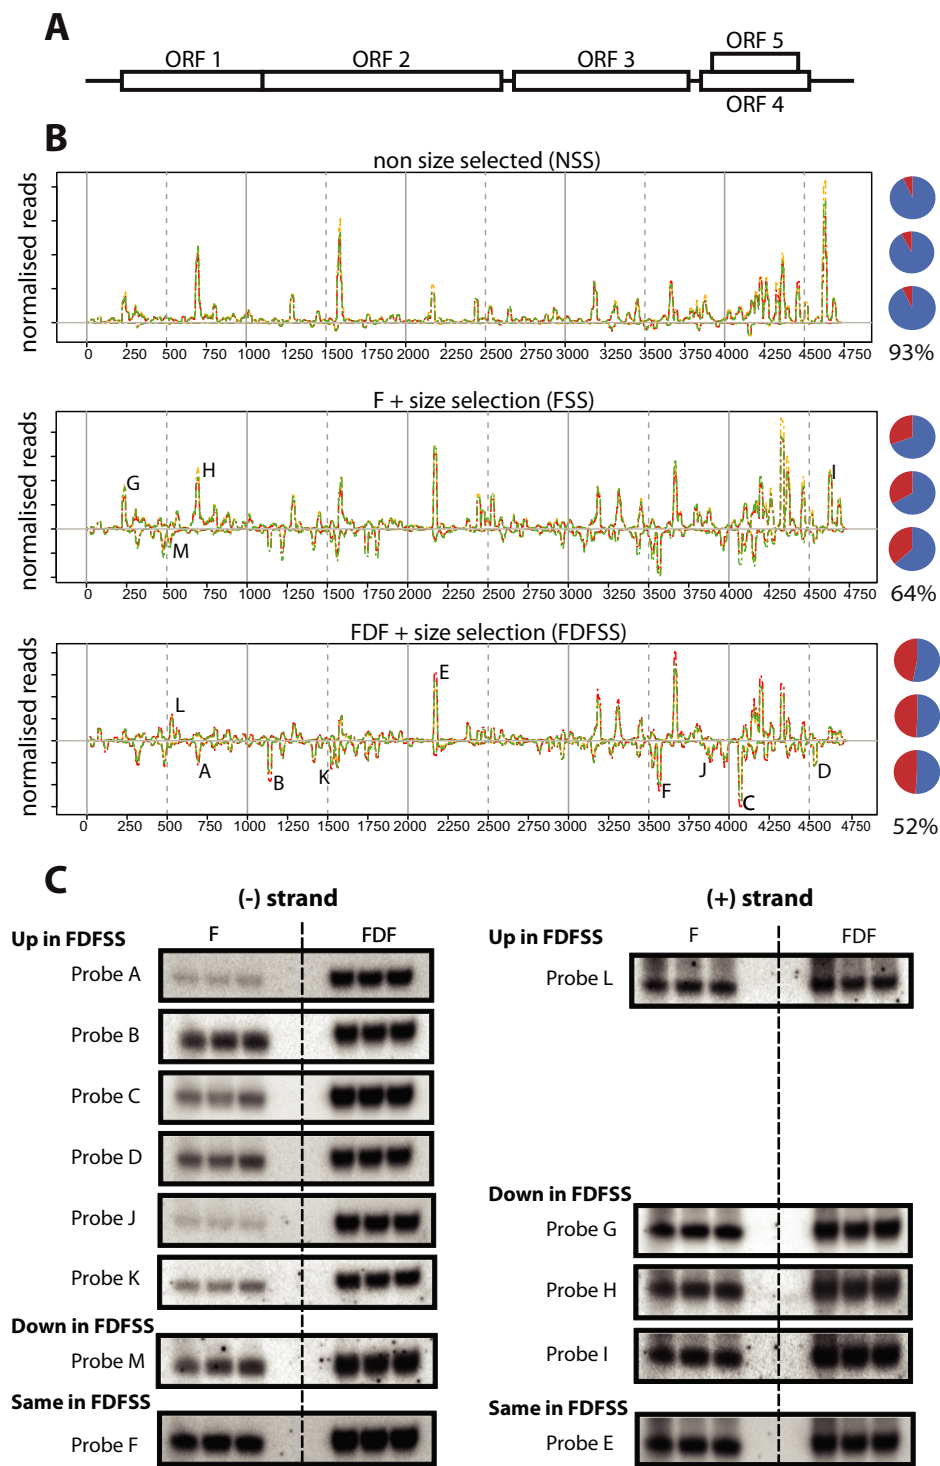 A
ORF 1
ORF 2
ORF 3
ORF 5
ORF 4
B
non size selected (NSS)
normalised reads
0 250 500 750 1000 1250 1500 1750 2000 2250 2500 2750 3000 3250 3500 3750 4000 4250 4500 4750
93%
F + size selection (FSS)
normalised reads
G
H
M
I
0 250 500 750 1000 1250 1500 1750 2000 2250 2500 2750 3000 3250 3500 3750 4000 4250 4500 4750
64%
FDF + size selection (FDFSS)
normalised reads
L
A
B
K
E
F
J
C
D
0 250 500 750 1000 1250 1500 1750 2000 2250 2500 2750 3000 3250 3500 3750 4000 4250 4500 4750
52%
C
(-) strand
F
FDF
Up in FDFSS
Probe A
Probe B
Probe C
Probe D
Probe J
Probe K
Down in FDFSS
Probe M
Same in FDFSS
Probe F
(+) strand
F
FDF
Up in FDFSS
Probe L
Down in FDFSS
Probe G
Probe H
Probe I
Same in FDFSS
Probe E